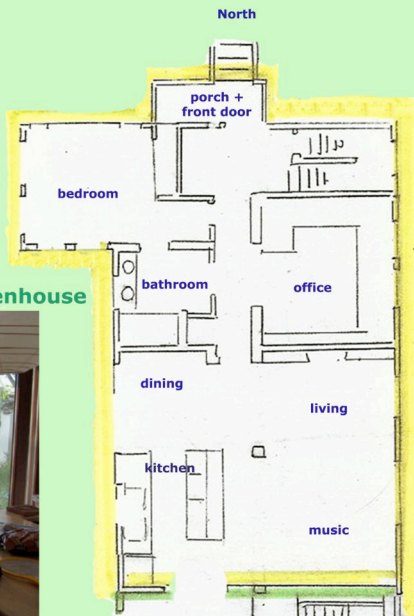 North
porch +
front door
bedroom
bathroom
office
enhouse
dining
living
kitchen
music